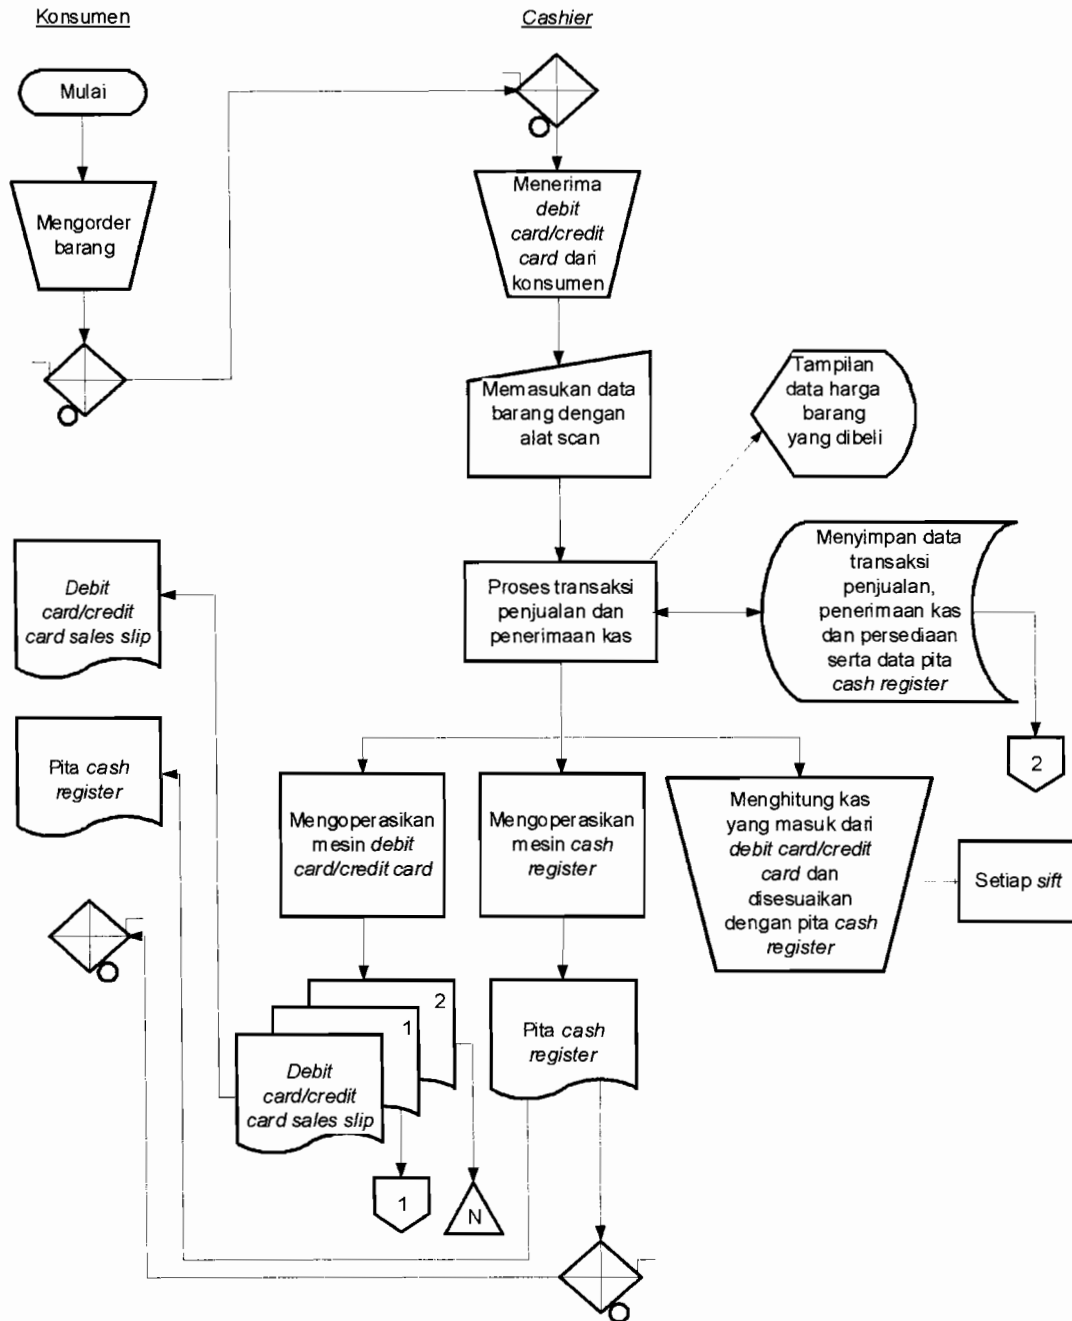 Konsumen
Cashier
Mulai
Mengorder
barang
Menerima
debit
card/credit
card dari
konsumen
Memasukan data
barang dengan
alat scan
Tampilan
data harga
barang
yang dibeli
Proses transaksi
penjualan dan
penerimaan kas
Menyimpan data
transaksi
penjualan,
penerimaan kas
dan persediaan
serta data pita
cash register
2
Debit
card/credit
card sales slip
Pita cash
register
Mengoperasikan
mesin debit
card/credit card
Mengoperasikan
mesin cash
register
Menghitung kas
yang masuk dari
debit card/credit
card dan
disesuaikan
dengan pita cash
register
Setiap sift
2
1
Debit
card/credit
card sales slip
Pita cash
register
1
N